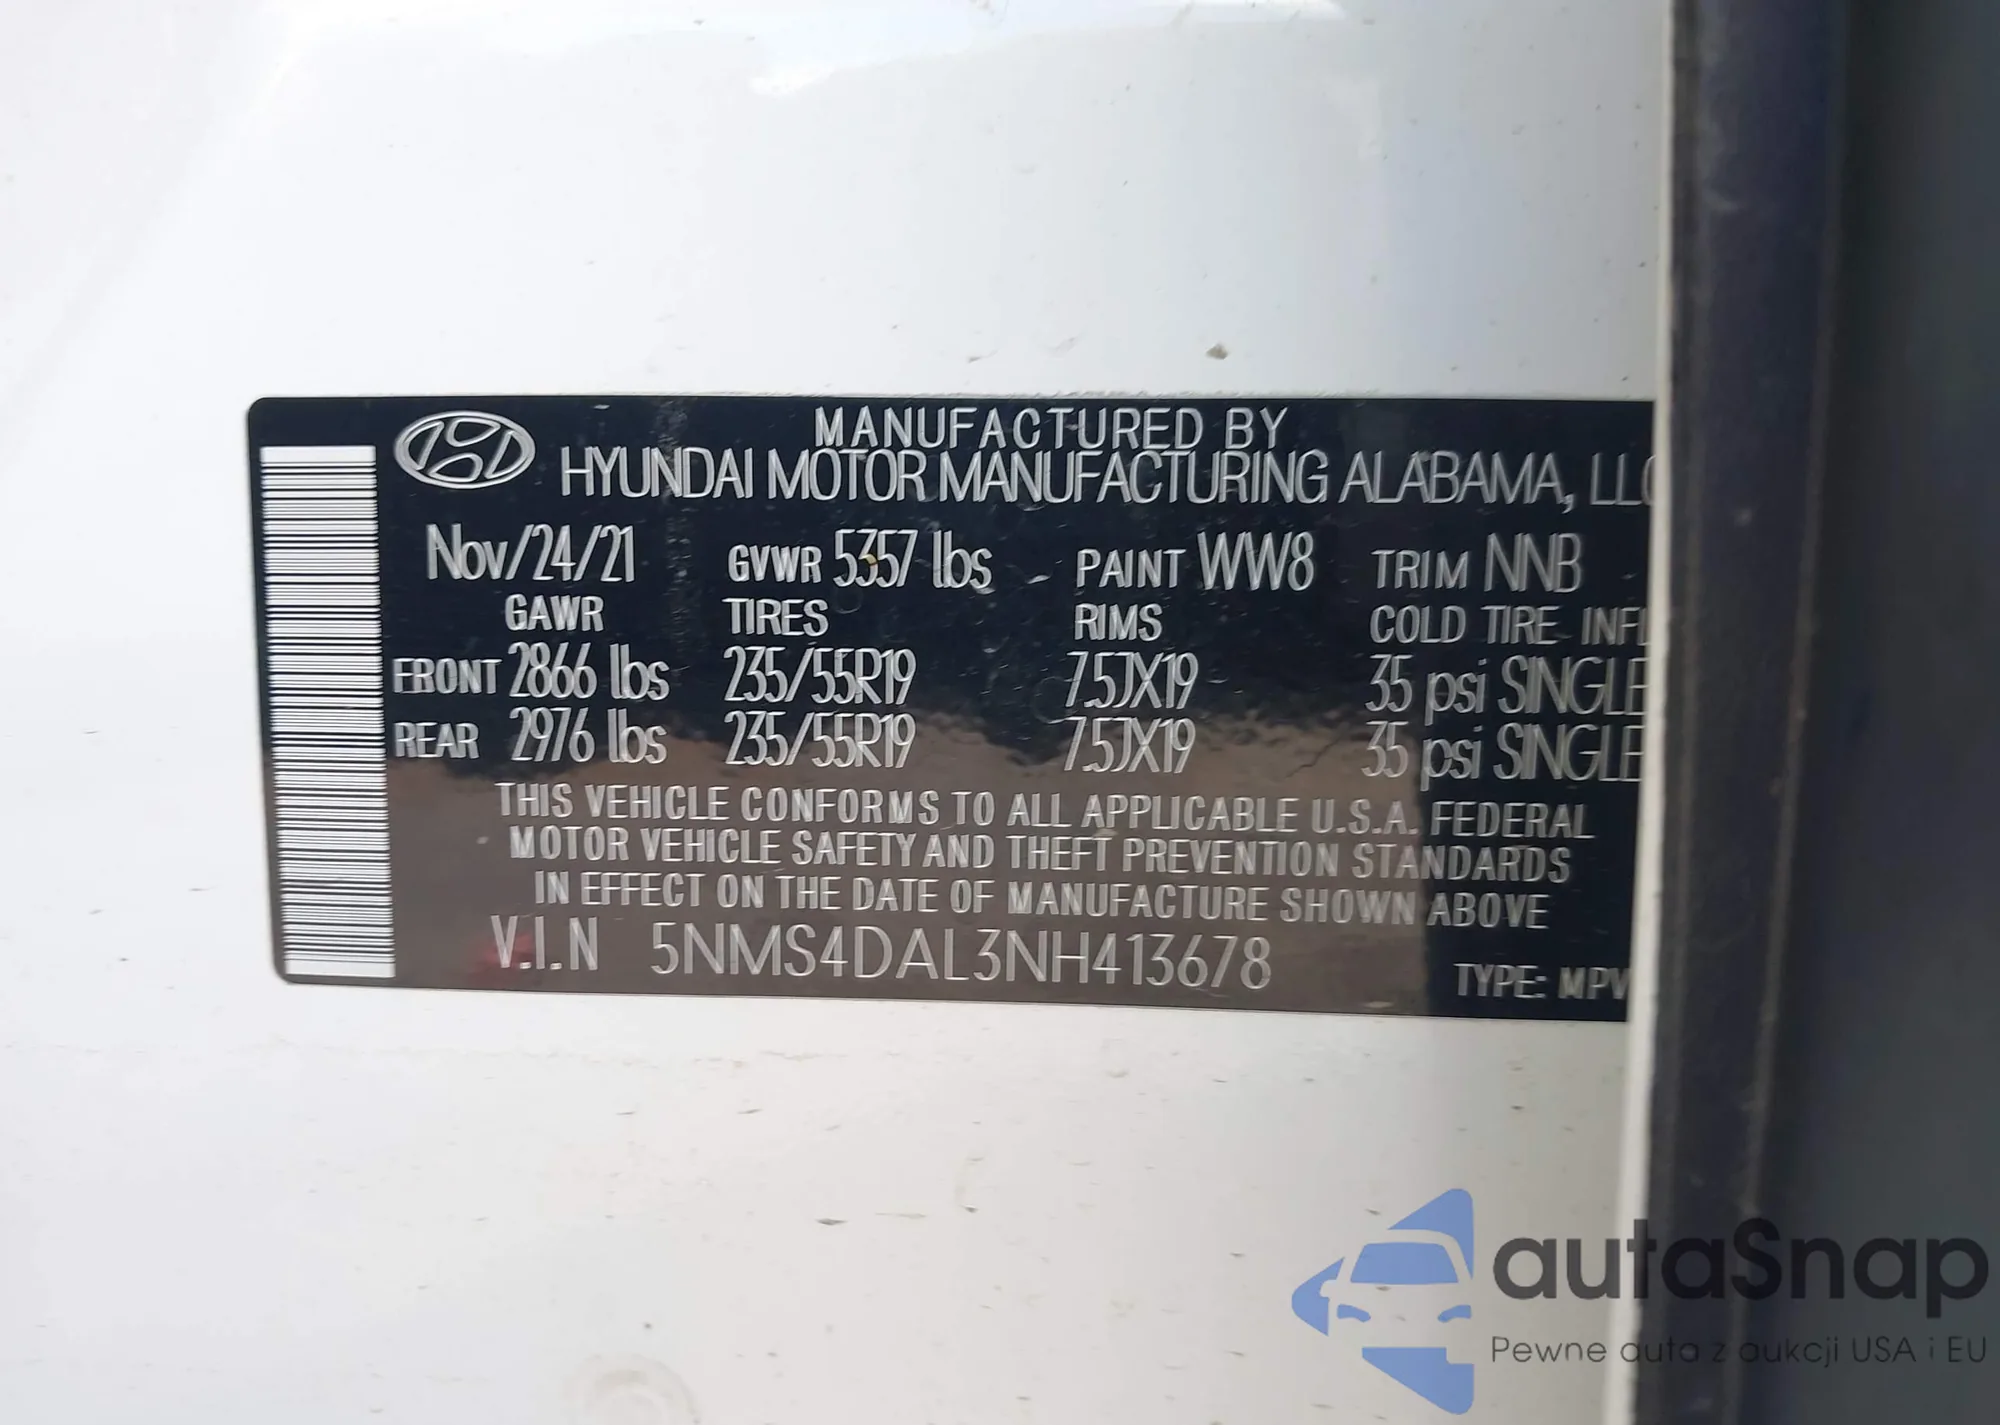 MANUFACTURED BY
HYUNDAI MOTOR MANUFACTURING ALABAMA, LLC
Nov/24/21 GVWR 5357 lbs PAINT WW8 TRIM NNB
GAWR TIRES RIMS COLD TIRE INFL
FRONT 2866 lbs 235/55R19 7.5JX19 35 psi SINGLE
REAR 2976 lbs 235/55R19 7.5JX19 35 psi SINGLE
THIS VEHICLE CONFORMS TO ALL APPLICABLE U.S.A. FEDERAL
MOTOR VEHICLE SAFETY AND THEFT PREVENTION STANDARDS
IN EFFECT ON THE DATE OF MANUFACTURE SHOWN ABOVE
V.I.N 5NMS4DAL3NH413678 TYPE: MPV
autaSnap
Pewne auta z aukcji USA i EU